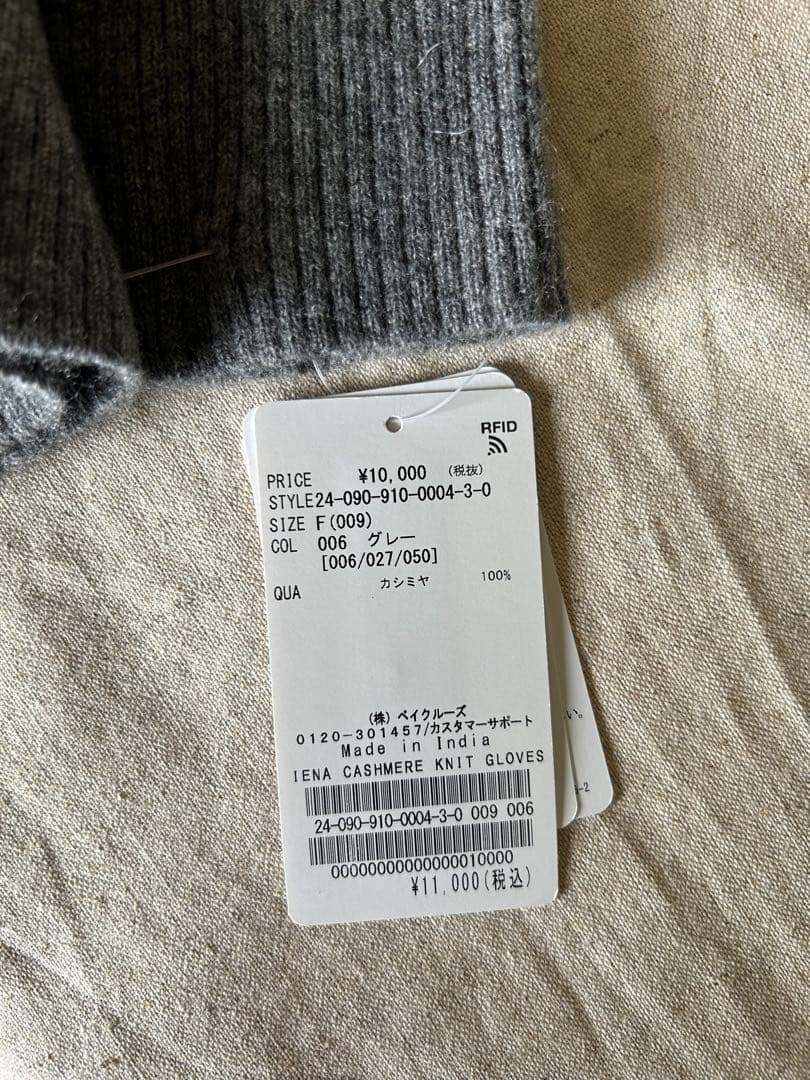 RFID
PRICE ¥10,000 (税抜)
STYLE24-090-910-0004-3-0
SIZE F(009)
COL 006 グレー
[006/027/050]
QUA カシミヤ 100%
(株) ベイクルーズ
0120-301457/カスタマーサポート
Made in India
IENA CASHMERE KNIT GLOVES
24-090-910-0004-3-0 009 006
00000000000000010000
¥11,000(税込)
い。
-2